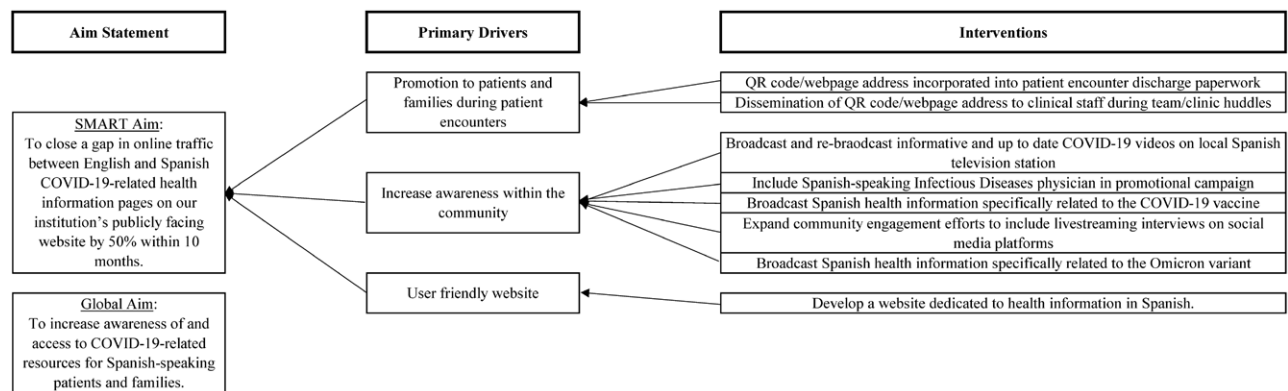 Aim Statement
Primary Drivers
Interventions
SMART Aim:
To close a gap in online traffic
between English and Spanish
COVID-19-related health
information pages on our
institution's publicly facing
website by 50% within 10
months.
Global Aim:
To increase awareness of and
access to COVID-19-related
resources for Spanish-speaking
patients and families.
Promotion to patients and
families during patient
encounters
Increase awareness within the
community
User friendly website
QR code/webpage address incorporated into patient encounter discharge paperwork
Dissemination of QR code/webpage address to clinical staff during team/clinic huddles
Broadcast and re-braodcast informative and up to date COVID-19 videos on local Spanish
television station
Include Spanish-speaking Infectious Diseases physician in promotional campaign
Broadcast Spanish health information specifically related to the COVID-19 vaccine
Expand community engagement efforts to include livestreaming interviews on social
media platforms
Broadcast Spanish health information specifically related to the Omicron variant
Develop a website dedicated to health information in Spanish.